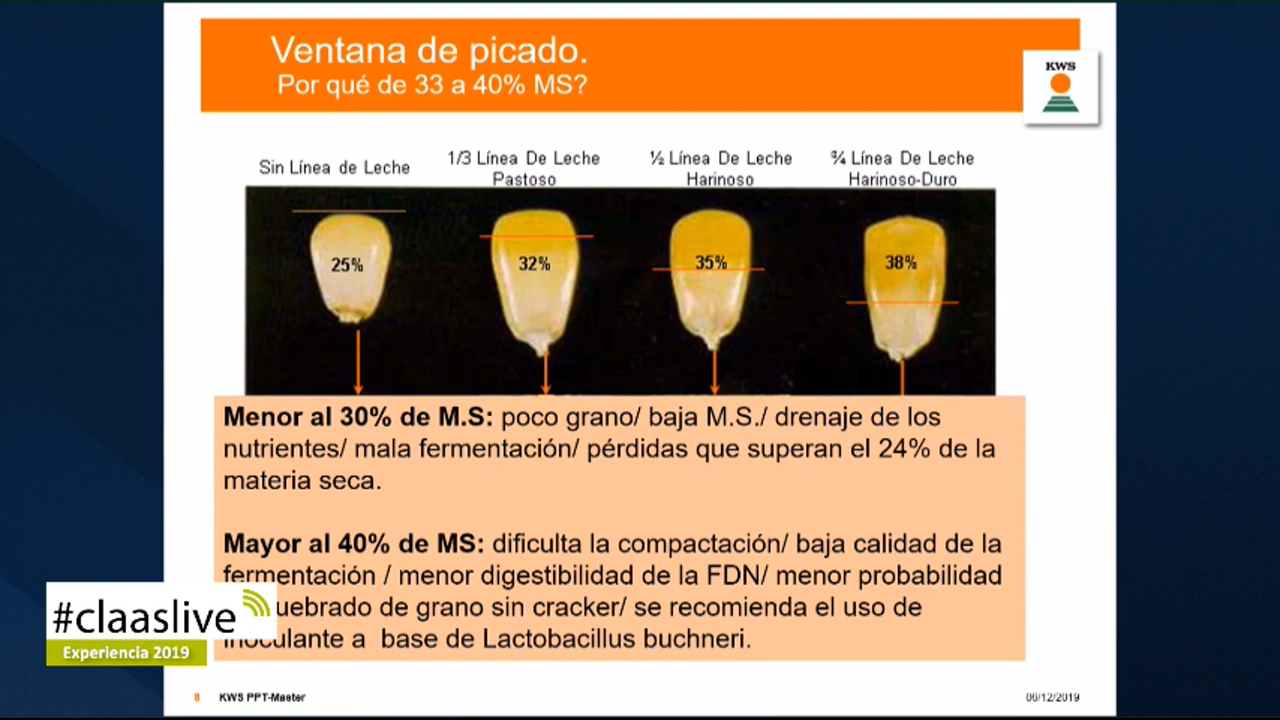 Ventana de picado.
Por qué de 33 a 40% MS?
KWS
Sin Línea de Leche
1/3 Línea De Leche
Pastoso
½ Línea De Leche
Harinoso
¾ Línea De Leche
Harinoso-Duro
25%
32%
35%
38%
Menor al 30% de M.S: poco grano/ baja M.S./ drenaje de los
nutrientes/ mala fermentación/ pérdidas que superan el 24% de la
materia seca.
Mayor al 40% de MS: dificulta la compactación/ baja calidad de la
fermentación / menor digestibilidad de la FDN/ menor probabilidad
uebrado de grano sin cracker/ se recomienda el uso de
inoculante a base de Lactobacillus buchneri.
#claaslive
Experiencia 2019
8 KWS PPT-Master
06/12/2019